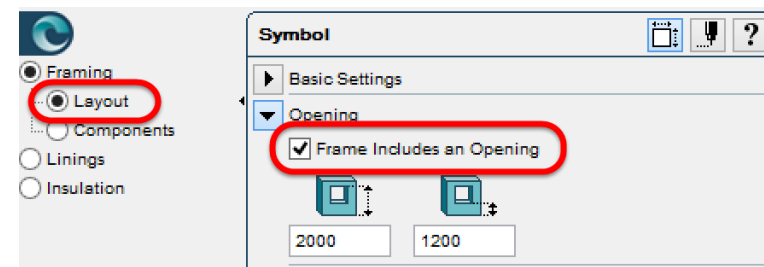 Symbol
?
Framing
Layout
Components
Linings
Insulation
Basic Settings
Opening
Frame Includes an Opening
2000
1200